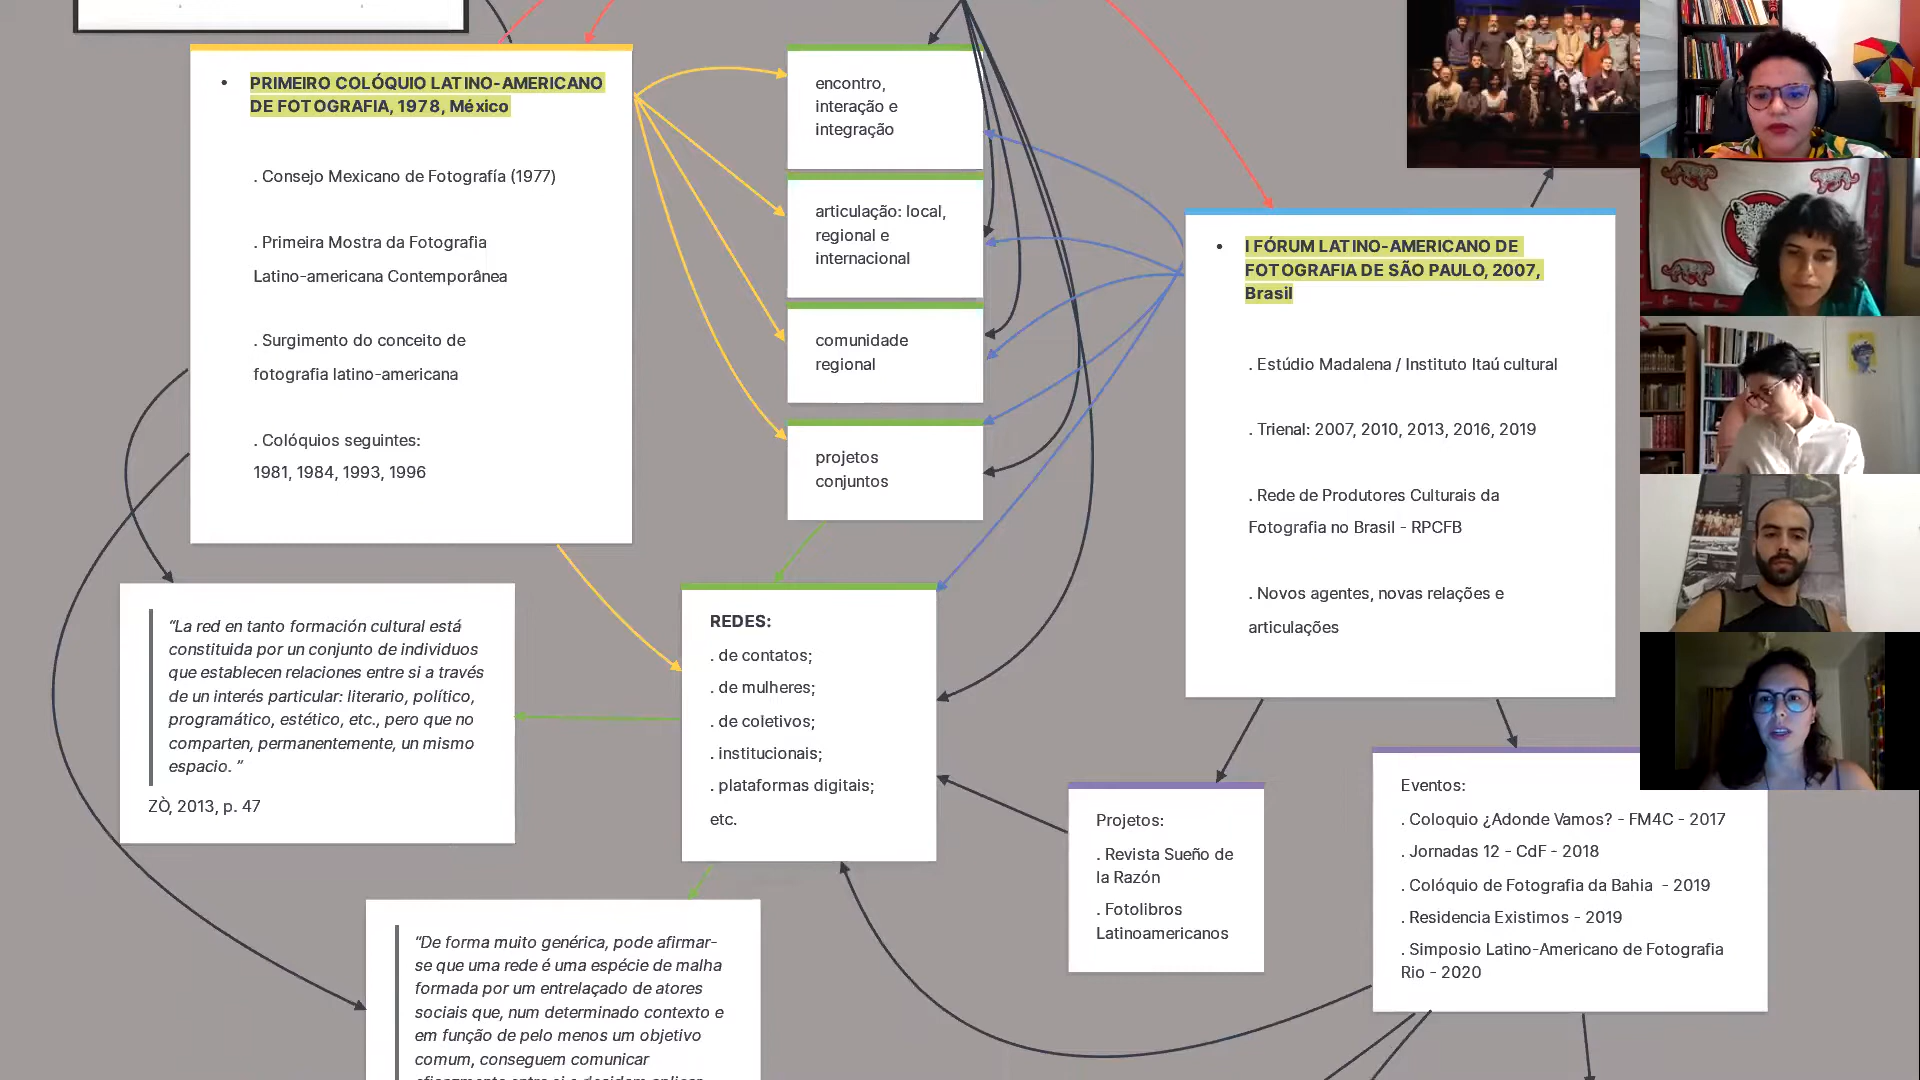 PRIMEIRO COLÓQUIO LATINO-AMERICANO
DE FOTOGRAFIA, 1978, México
. Consejo Mexicano de Fotografía (1977)
. Primeira Mostra da Fotografia
Latino-americana Contemporânea
. Surgimento do conceito de
fotografia latino-americana
. Colóquios seguintes:
1981, 1984, 1993, 1996
encontro,
interação e
integração
articulação: local,
regional e
internacional
comunidade
regional
projetos
conjuntos
I FÓRUM LATINO-AMERICANO DE
FOTOGRAFIA DE SÃO PAULO, 2007,
Brasil
. Estúdio Madalena / Instituto Itaú cultural
. Trienal: 2007, 2010, 2013, 2016, 2019
. Rede de Produtores Culturais da
Fotografia no Brasil - RPCFB
. Novos agentes, novas relações e
articulações
“La red en tanto formación cultural está
constituida por un conjunto de individuos
que establecen relaciones entre si a través
de un interés particular: literario, político,
programático, estético, etc., pero que no
comparten, permanentemente, un mismo
espacio. ”
ZÒ, 2013, p. 47
REDES:
. de contatos;
. de mulheres;
. de coletivos;
. institucionais;
. plataformas digitais;
etc.
Projetos:
. Revista Sueño de
la Razón
. Fotolibros
Latinoamericanos
Eventos:
. Coloquio ¿Adonde Vamos? - FM4C - 2017
. Jornadas 12 - CdF - 2018
. Colóquio de Fotografia da Bahia - 2019
. Residencia Existimos - 2019
. Simposio Latino-Americano de Fotografia
Rio - 2020
“De forma muito genérica, pode afirmar-
se que uma rede é uma espécie de malha
formada por um entrelaçado de atores
sociais que, num determinado contexto e
em função de pelo menos um objetivo
comum, conseguem comunicar